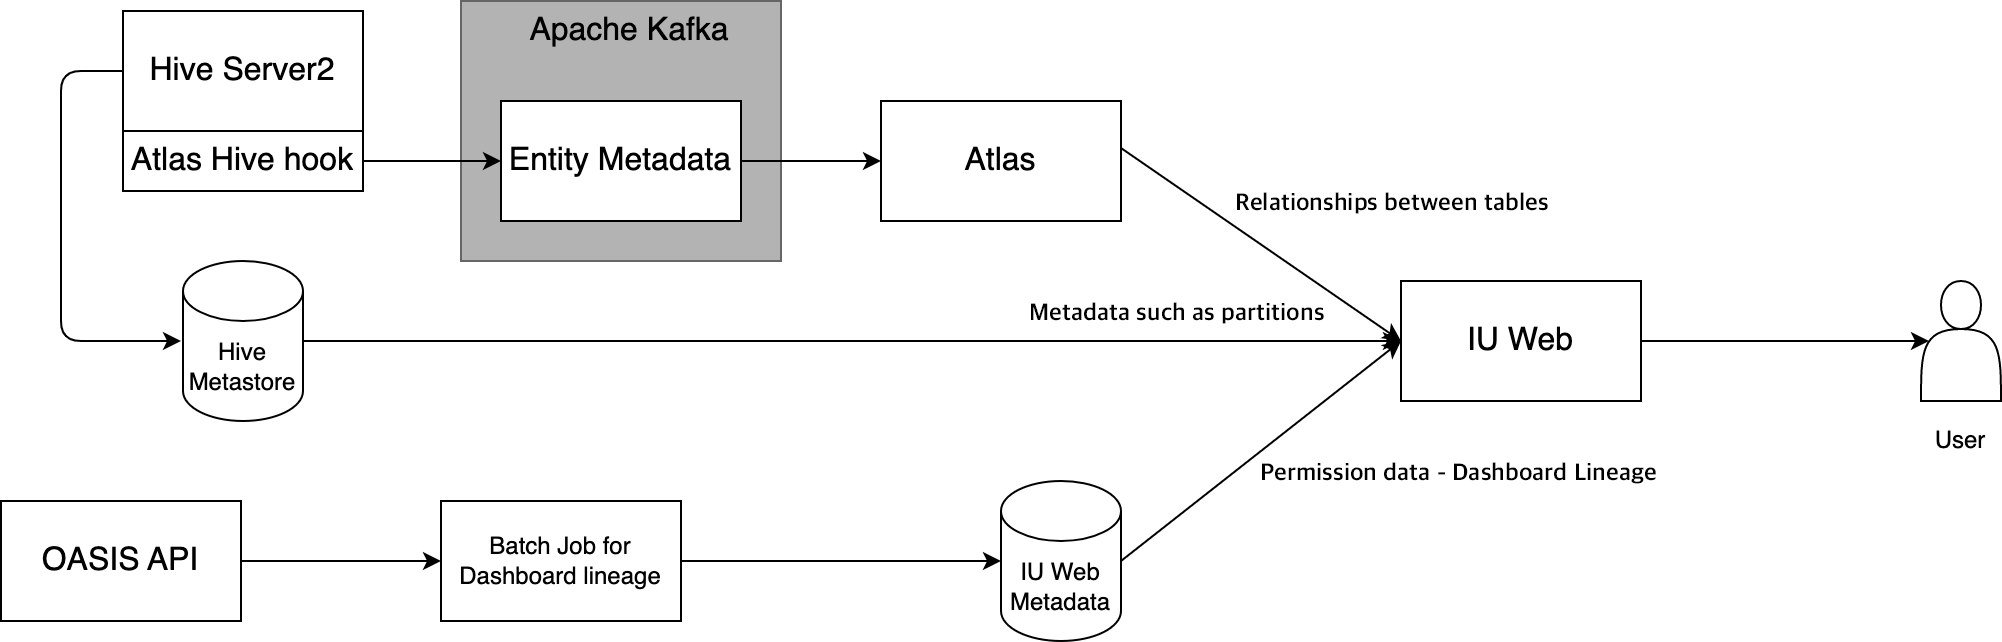 Apache Kafka
Hive Server2
Atlas Hive hook
Entity Metadata
Atlas
Relationships between tables
Metadata such as partitions
Hive
Metastore
IU Web
User
Permission data - Dashboard Lineage
OASIS API
Batch Job for
Dashboard lineage
IU Web
Metadata